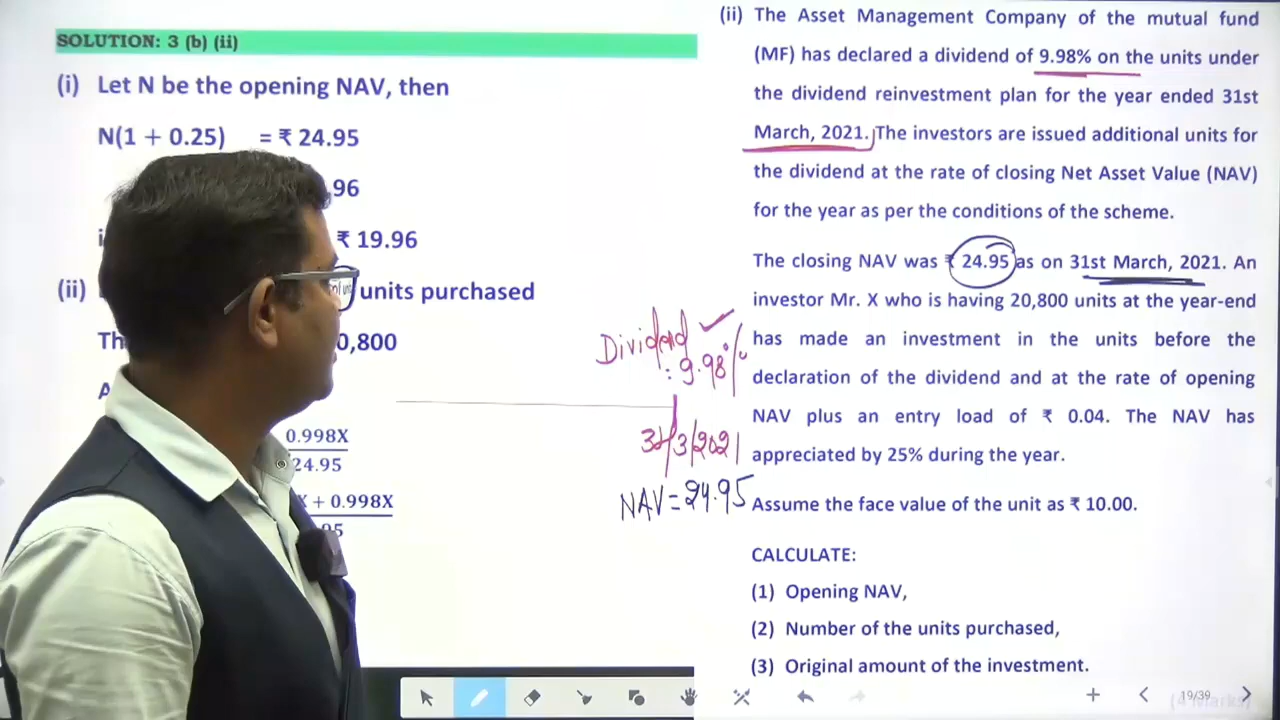 SOLUTION: 3 (b) (ii)
(i) Let N be the opening NAV, then
N(1 + 0.25) = ₹ 24.95
.96
₹ 19.96
(ii) units purchased
Th 0,800
A
0.998X
24.95
X + 0.998X
95
Dividend ✓
: 9.98%
31/3/2021
NAV = 24.95
(ii) The Asset Management Company of the mutual fund
(MF) has declared a dividend of 9.98% on the units under
the dividend reinvestment plan for the year ended 31st
March, 2021. The investors are issued additional units for
the dividend at the rate of closing Net Asset Value (NAV)
for the year as per the conditions of the scheme.
The closing NAV was ₹ 24.95 as on 31st March, 2021. An
investor Mr. X who is having 20,800 units at the year-end
has made an investment in the units before the
declaration of the dividend and at the rate of opening
NAV plus an entry load of ₹ 0.04. The NAV has
appreciated by 25% during the year.
Assume the face value of the unit as ₹ 10.00.
CALCULATE:
(1) Opening NAV,
(2) Number of the units purchased,
(3) Original amount of the investment.
19/39
(4 Marks)